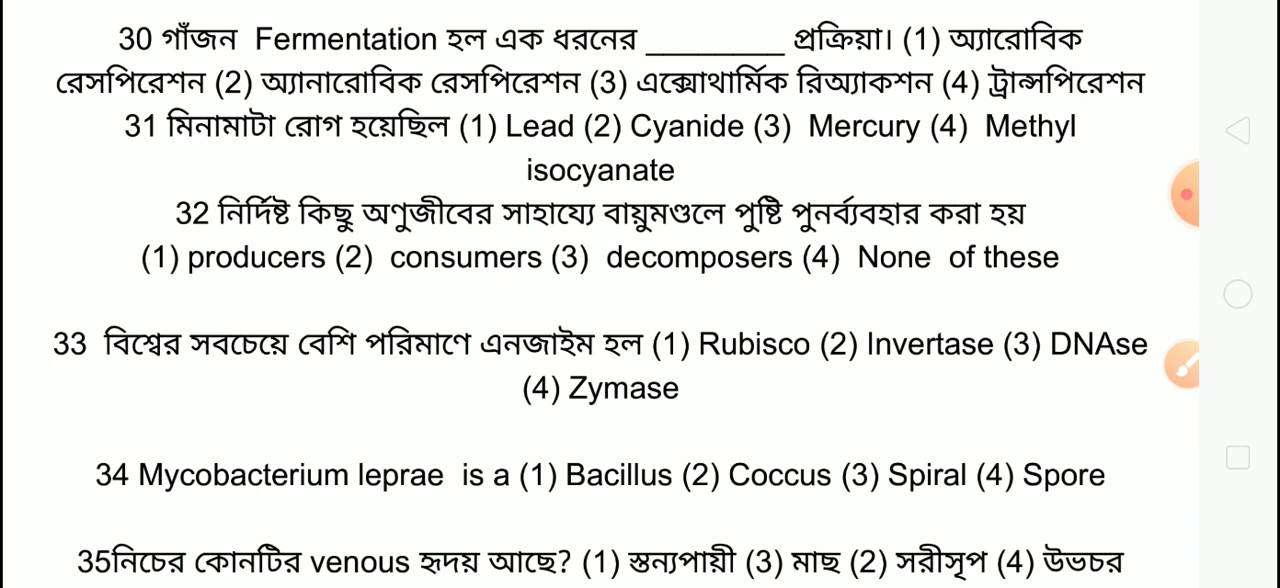 30 গাঁজন Fermentation হল এক ধরনের ________ প্রক্রিয়া। (1) অ্যারোবিক
রেসপিরেশন (2) অ্যানারোবিক রেসপিরেশন (3) এক্সোথার্মিক রিঅ্যাকশন (4) ট্রান্সপিরেশন
31 মিনামাটা রোগ হয়েছিল (1) Lead (2) Cyanide (3) Mercury (4) Methyl
isocyanate
32 নির্দিষ্ট কিছু অণুজীবের সাহায্যে বায়ুমণ্ডলে পুষ্টি পুনর্ব্যবহার করা হয়
(1) producers (2) consumers (3) decomposers (4) None of these
33 বিশ্বের সবচেয়ে বেশি পরিমাণে এনজাইম হল (1) Rubisco (2) Invertase (3) DNAse
(4) Zymase
34 Mycobacterium leprae is a (1) Bacillus (2) Coccus (3) Spiral (4) Spore
35নিচের কোনটির venous হৃদয় আছে? (1) স্তন্যপায়ী (3) মাছ (2) সরীসৃপ (4) উভচর